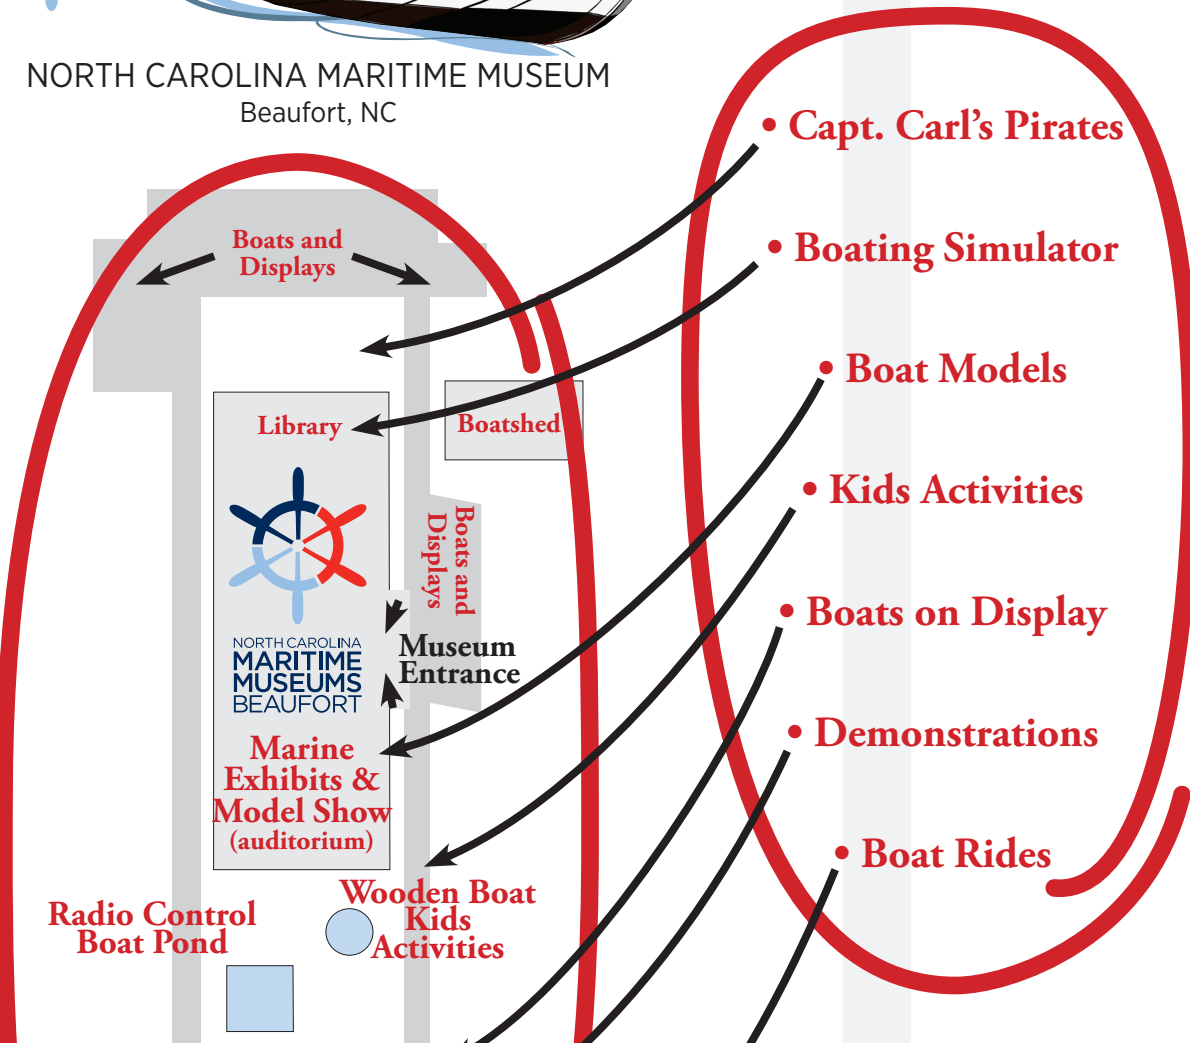 NORTH CAROLINA MARITIME MUSEUM
Beaufort, NC
• Capt. Carl's Pirates
• Boating Simulator
• Boat Models
• Kids Activities
• Boats on Display
• Demonstrations
• Boat Rides
Boats and
Displays
Library
Boatshed
Boats and
Displays
NORTH CAROLINA
MARITIME
MUSEUMS
BEAUFORT
Museum
Entrance
Marine
Exhibits &
Model Show
(auditorium)
Wooden Boat
Kids
Activities
Radio Control
Boat Pond